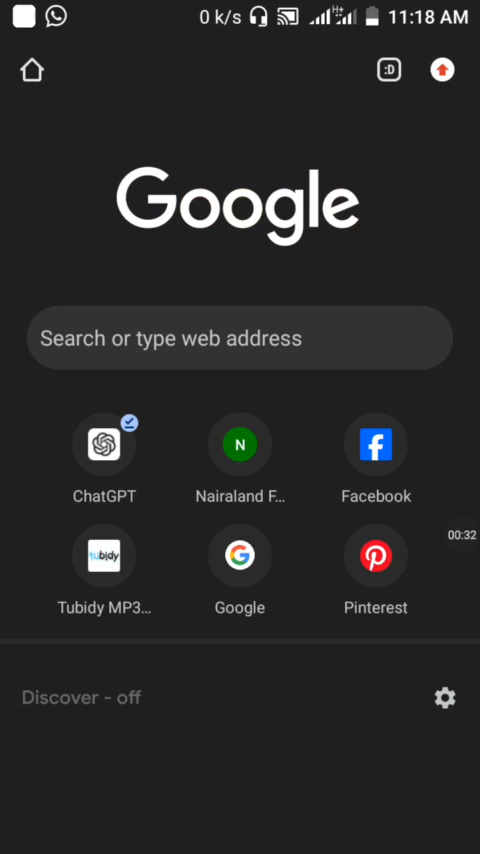 0 k/s H+ 11:18 AM
:D
Google
Search or type web address
N
ChatGPT Nairaland F... Facebook
tubidy
00:32
Tubidy MP3... Google Pinterest
Discover - off